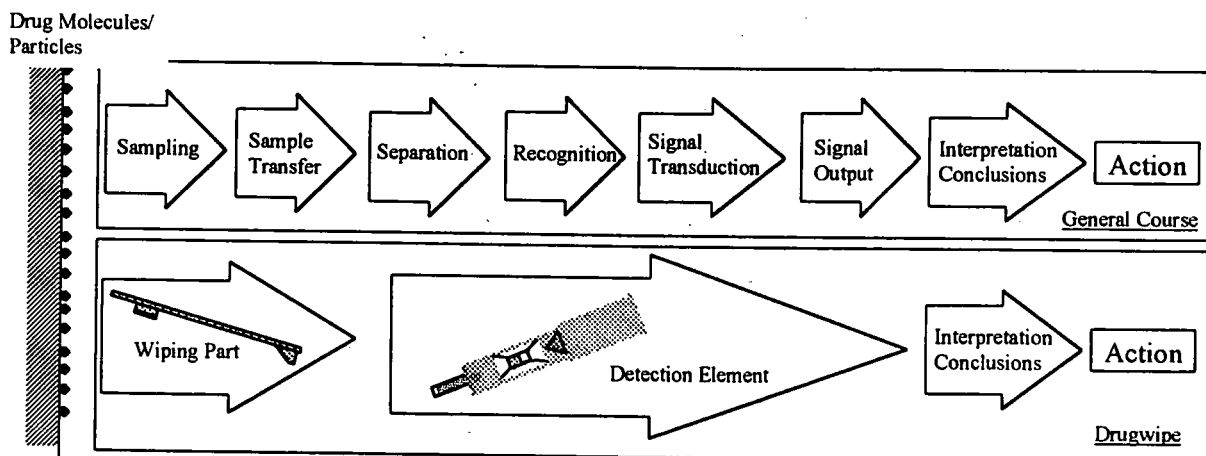 Drug Molecules/
Particles
Sampling
Sample
Transfer
Separation
Recognition
Signal
Transduction
Signal
Output
Interpretation
Conclusions
Action
General Course
Wiping Part
Detection Element
Interpretation
Conclusions
Action
Drugwipe